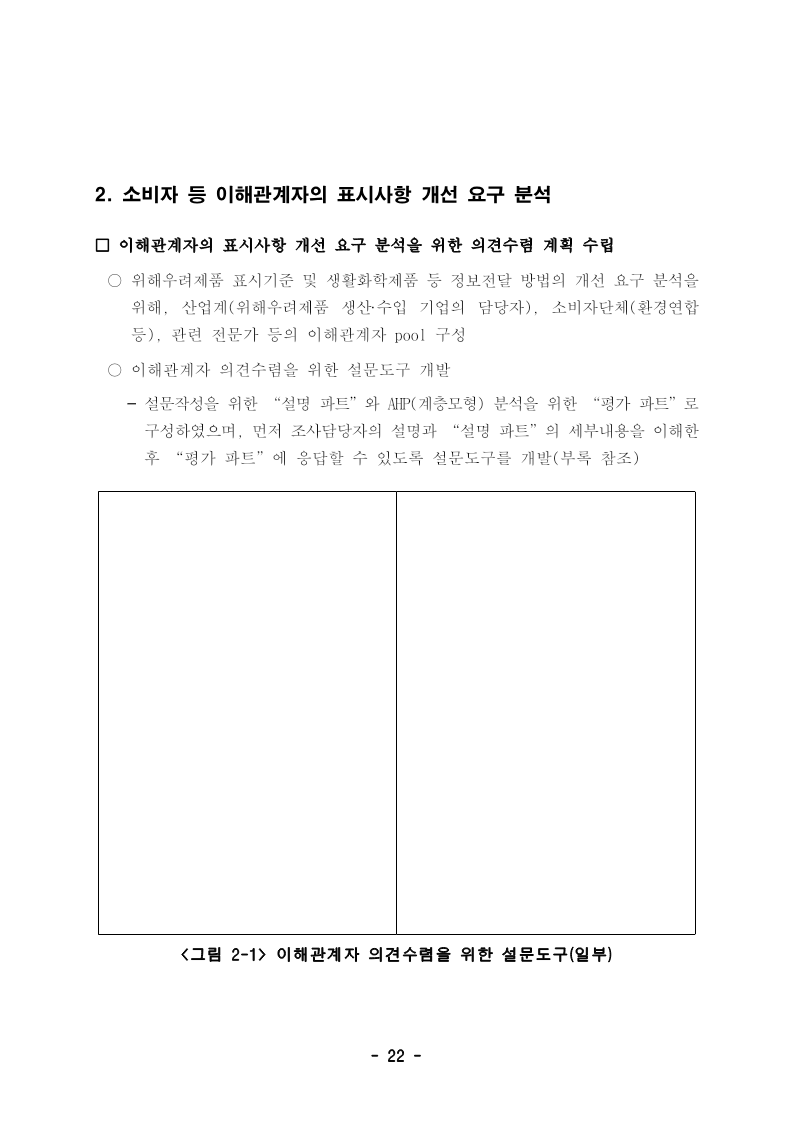 2. 소비자 등 이해관계자의 표시사항 개선 요구 분석
□ 이해관계자의 표시사항 개선 요구 분석을 위한 의견수렴 계획 수립
○ 위해우려제품 표시기준 및 생활화학제품 등 정보전달 방법의 개선 요구 분석을
위해, 산업계(위해우려제품 생산·수입 기업의 담당자), 소비자단체(환경연합
등), 관련 전문가 등의 이해관계자 pool 구성
○ 이해관계자 의견수렴을 위한 설문도구 개발
- 설문작성을 위한 “설명 파트”와 AHP(계층모형) 분석을 위한 “평가 파트”로
구성하였으며, 먼저 조사담당자의 설명과 “설명 파트”의 세부내용을 이해한
후 “평가 파트”에 응답할 수 있도록 설문도구를 개발(부록 참조)
<그림 2-1> 이해관계자 의견수렴을 위한 설문도구(일부)
- 22 -